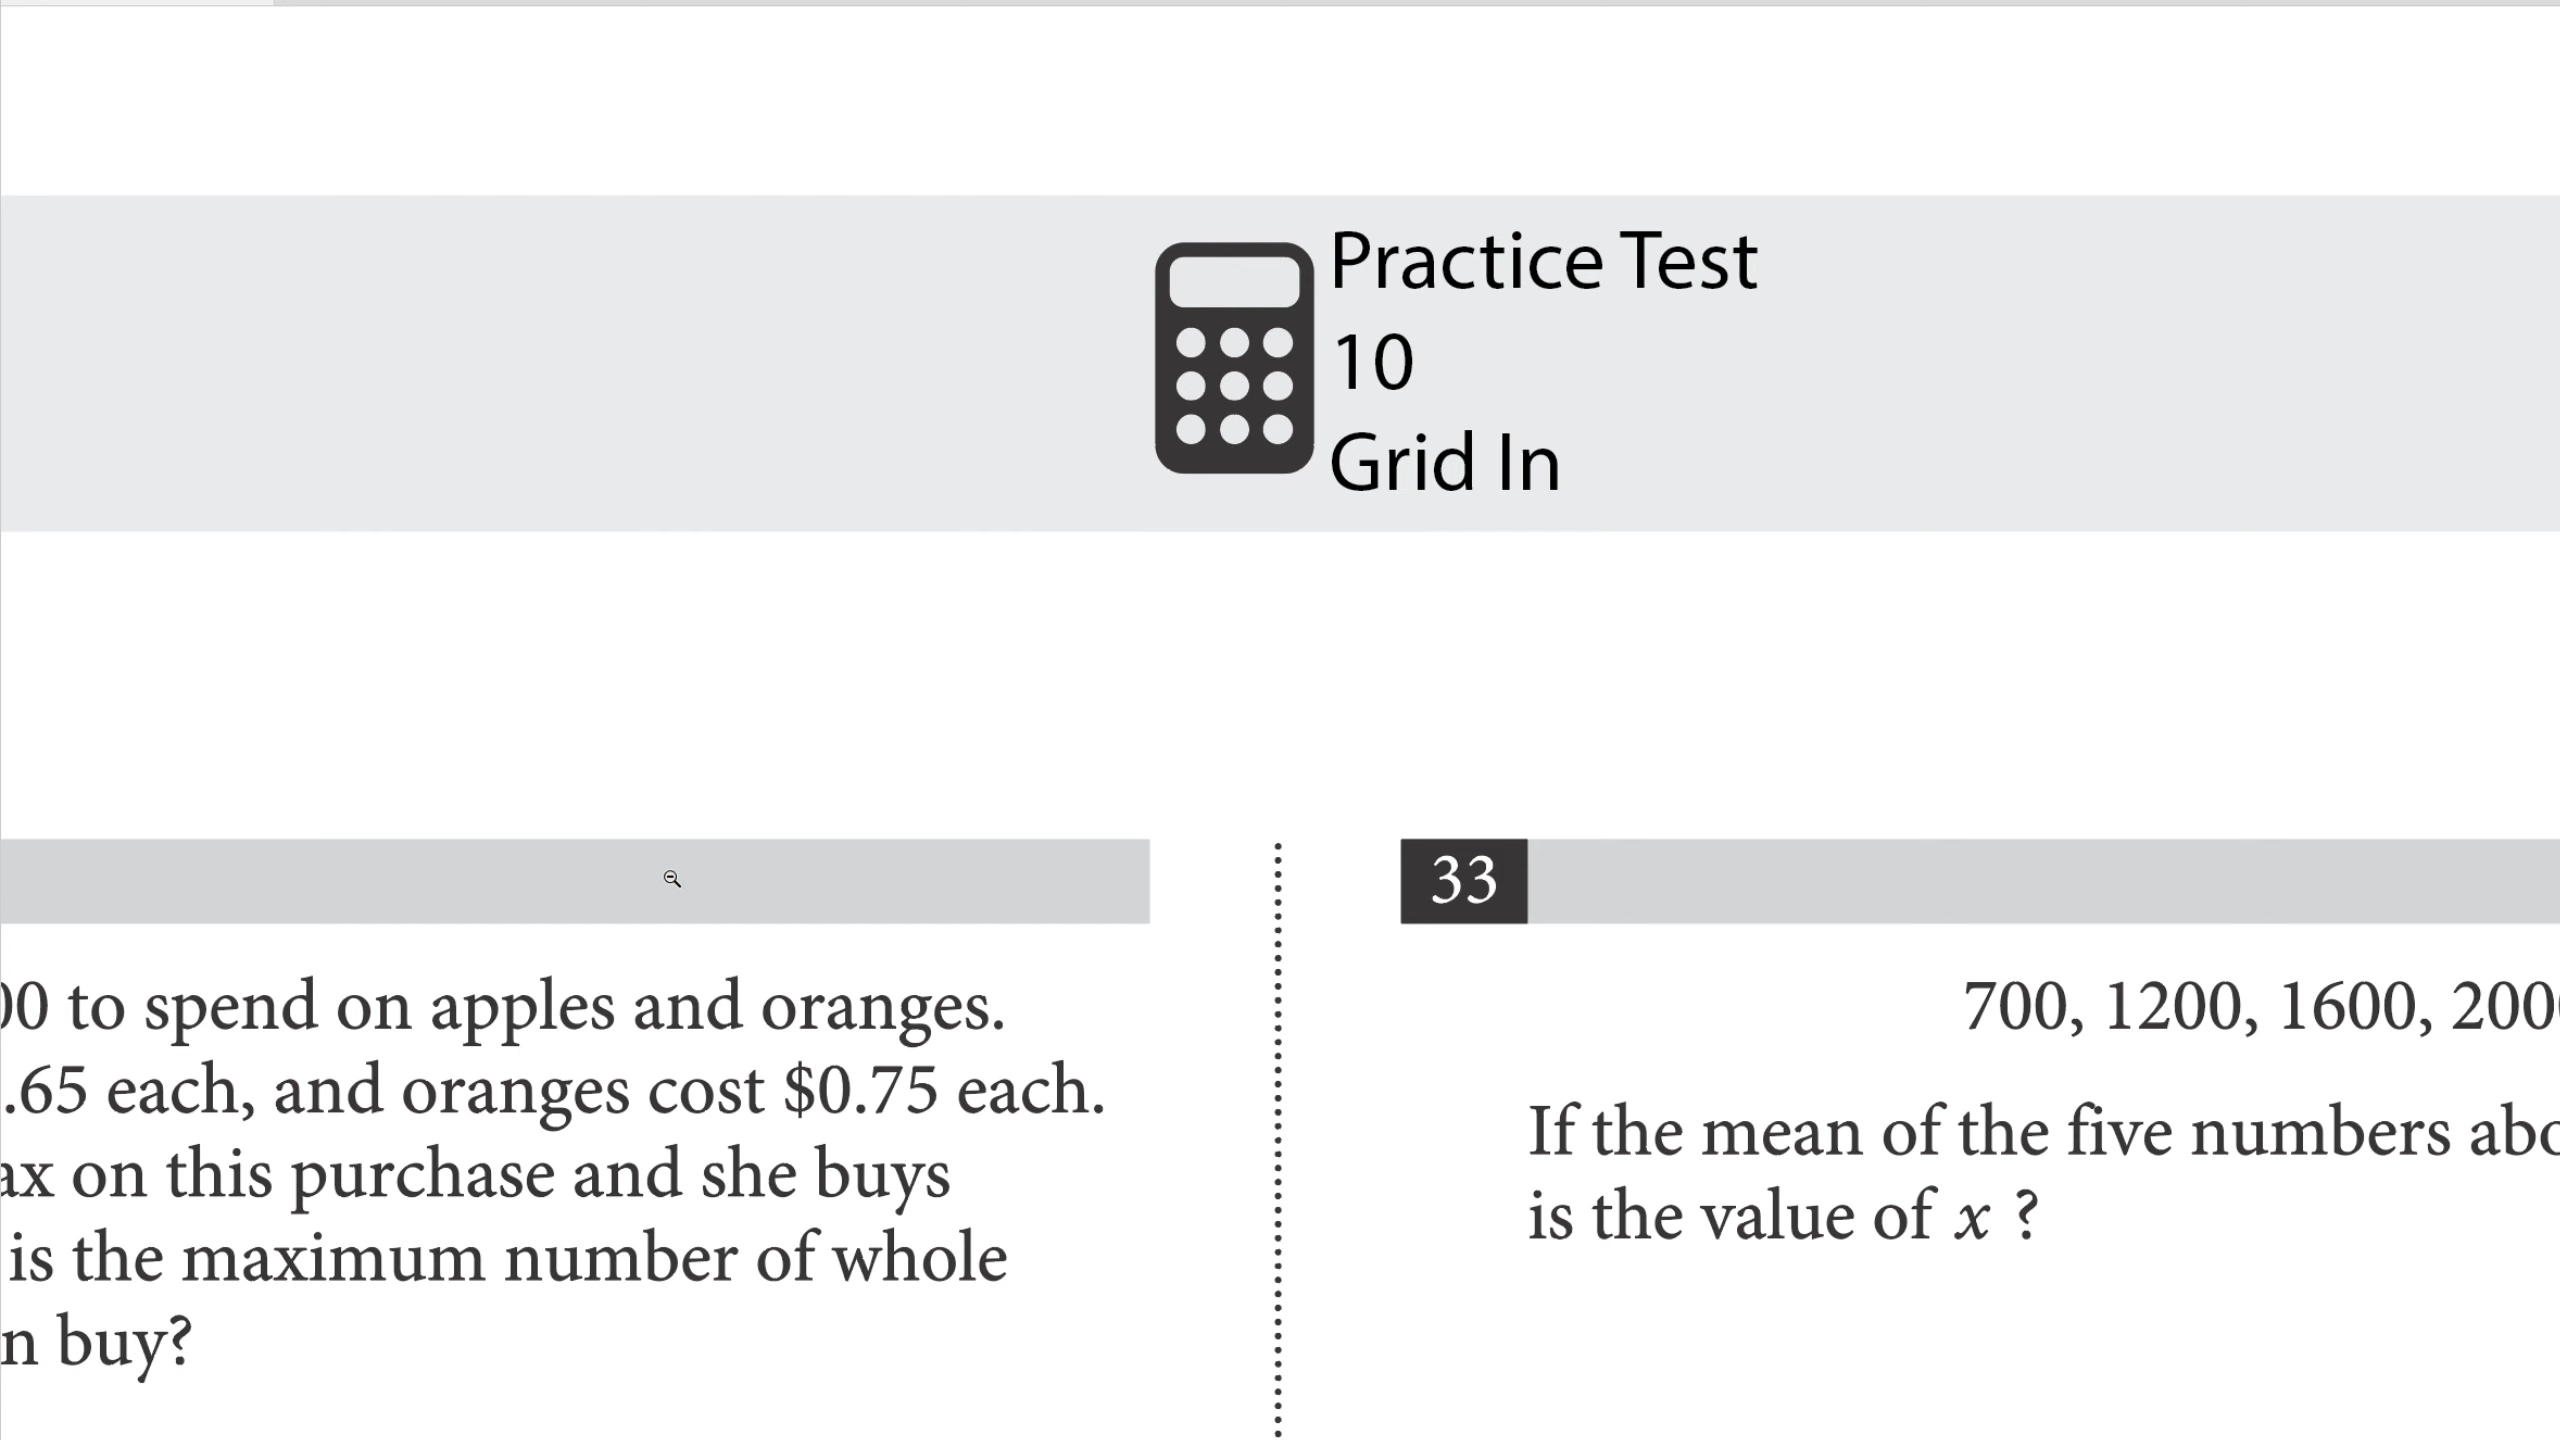 Practice Test
10
Grid In
00 to spend on apples and oranges.
.65 each, and oranges cost $0.75 each.
on this purchase and she buys
is the maximum number of whole
n buy?
33
700, 1200, 1600, 200
If the mean of the five numbers
is the value of x ?